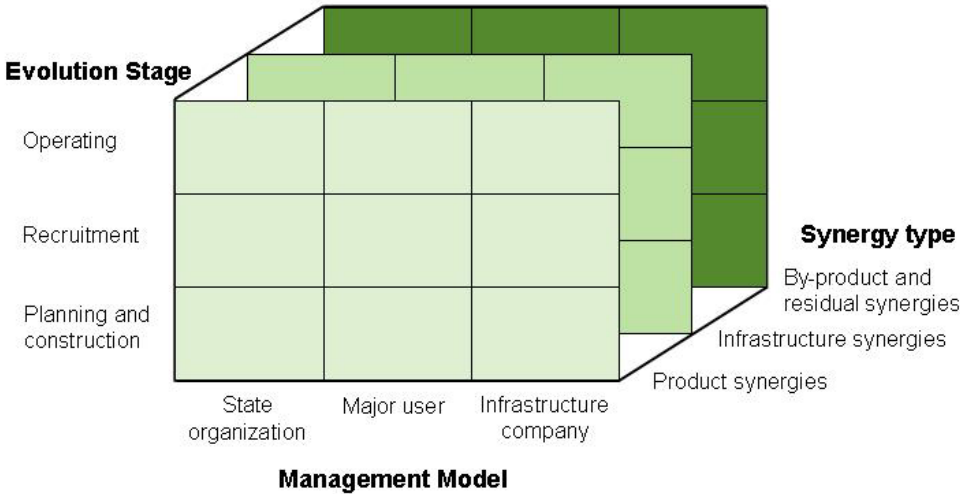 Evolution Stage
Operating
Recruitment
Planning and
construction
Synergy type
By-product and
residual synergies
Infrastructure synergies
Product synergies
State
organization
Major user
Infrastructure
company
Management Model